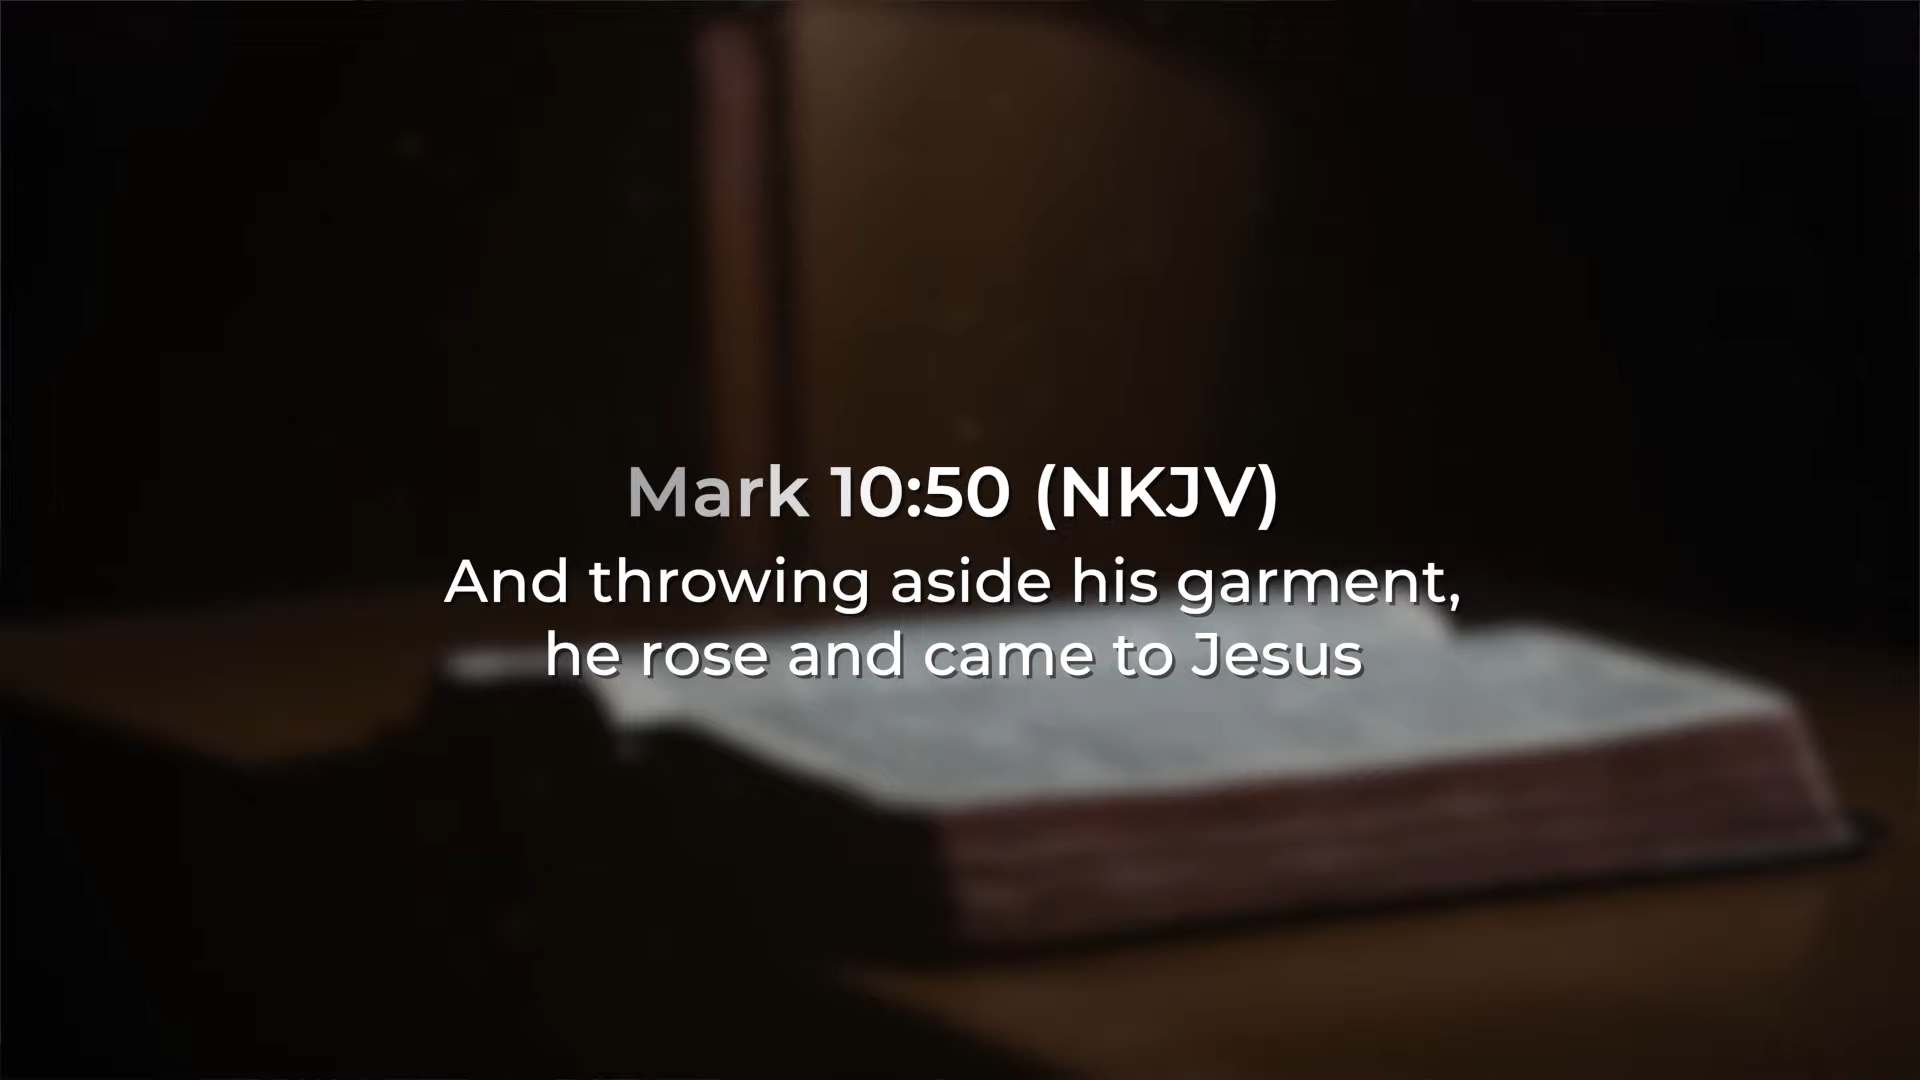 Mark 10:50 (NKJV)
And throwing aside his garment,
he rose and came to Jesus